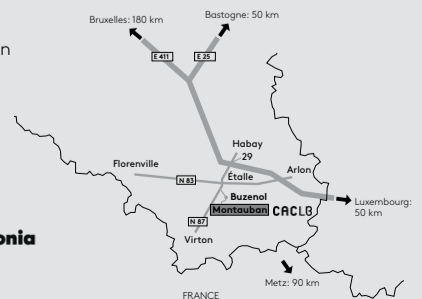 Bruxelles: 180 km
Bastogne: 50 km
n
E 411
E 25
Habay
29
Florenville
Étalle
Arlon
N 83
Buzenol
Montauban CACLB
Luxembourg:
50 km
N 87
onia
Virton
Metz: 90 km
FRANCE